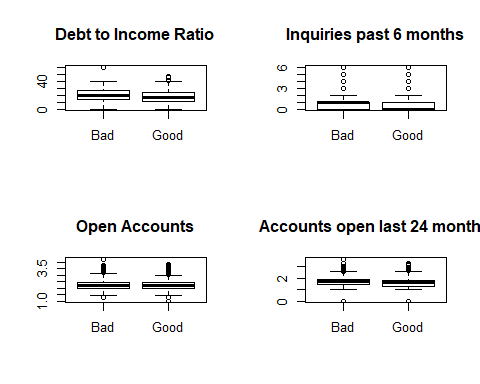 Debt to Income Ratio
40
0
Bad Good
Inquiries past 6 months
6
3
0
Bad Good
Open Accounts
3.5
1.0
Bad Good
Accounts open last 24 month
2
0
Bad Good